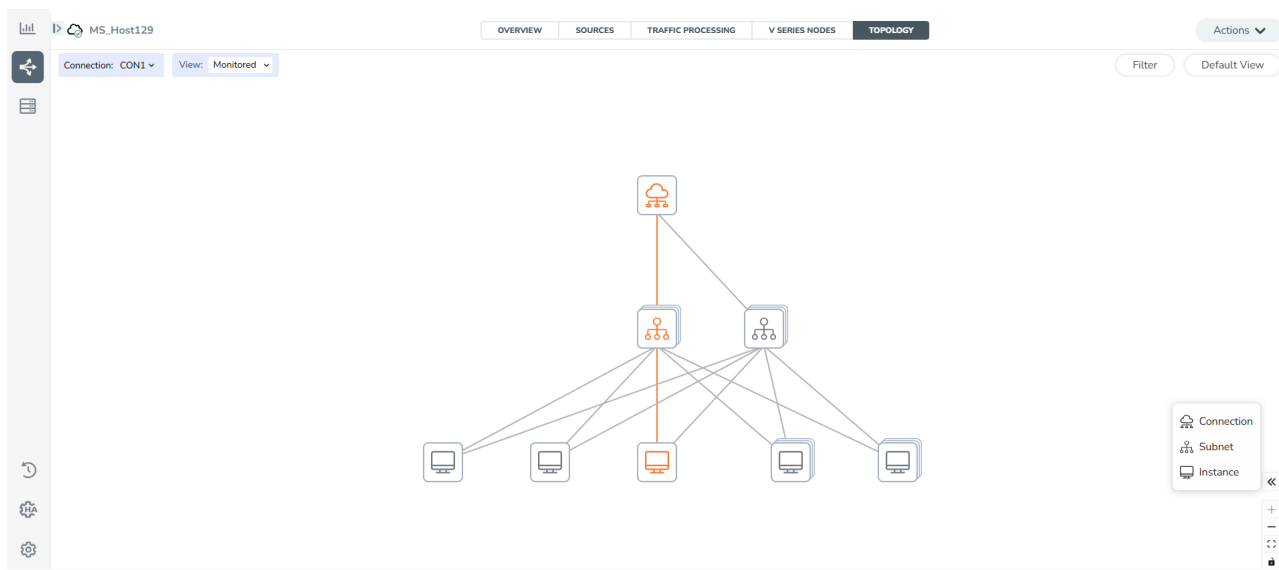 MS_Host129
OVERVIEW
SOURCES
TRAFFIC PROCESSING
V SERIES NODES
TOPOLOGY
Actions
Connection: CON1
View: Monitored
Filter
Default View
Connection
Subnet
Instance
HA